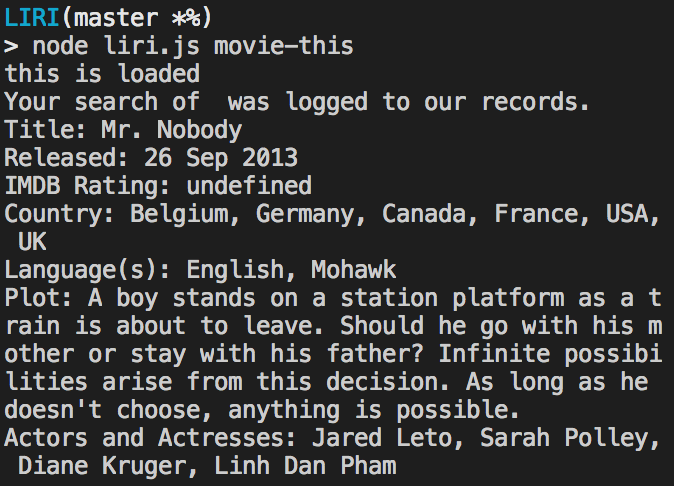 LIRI(master *%)
> node liri.js movie-this
this is loaded
Your search of  was logged to our records.
Title: Mr. Nobody
Released: 26 Sep 2013
IMDB Rating: undefined
Country: Belgium, Germany, Canada, France, USA,
 UK
Language(s): English, Mohawk
Plot: A boy stands on a station platform as a t
rain is about to leave. Should he go with his m
other or stay with his father? Infinite possibi
lities arise from this decision. As long as he
doesn't choose, anything is possible.
Actors and Actresses: Jared Leto, Sarah Polley,
 Diane Kruger, Linh Dan Pham